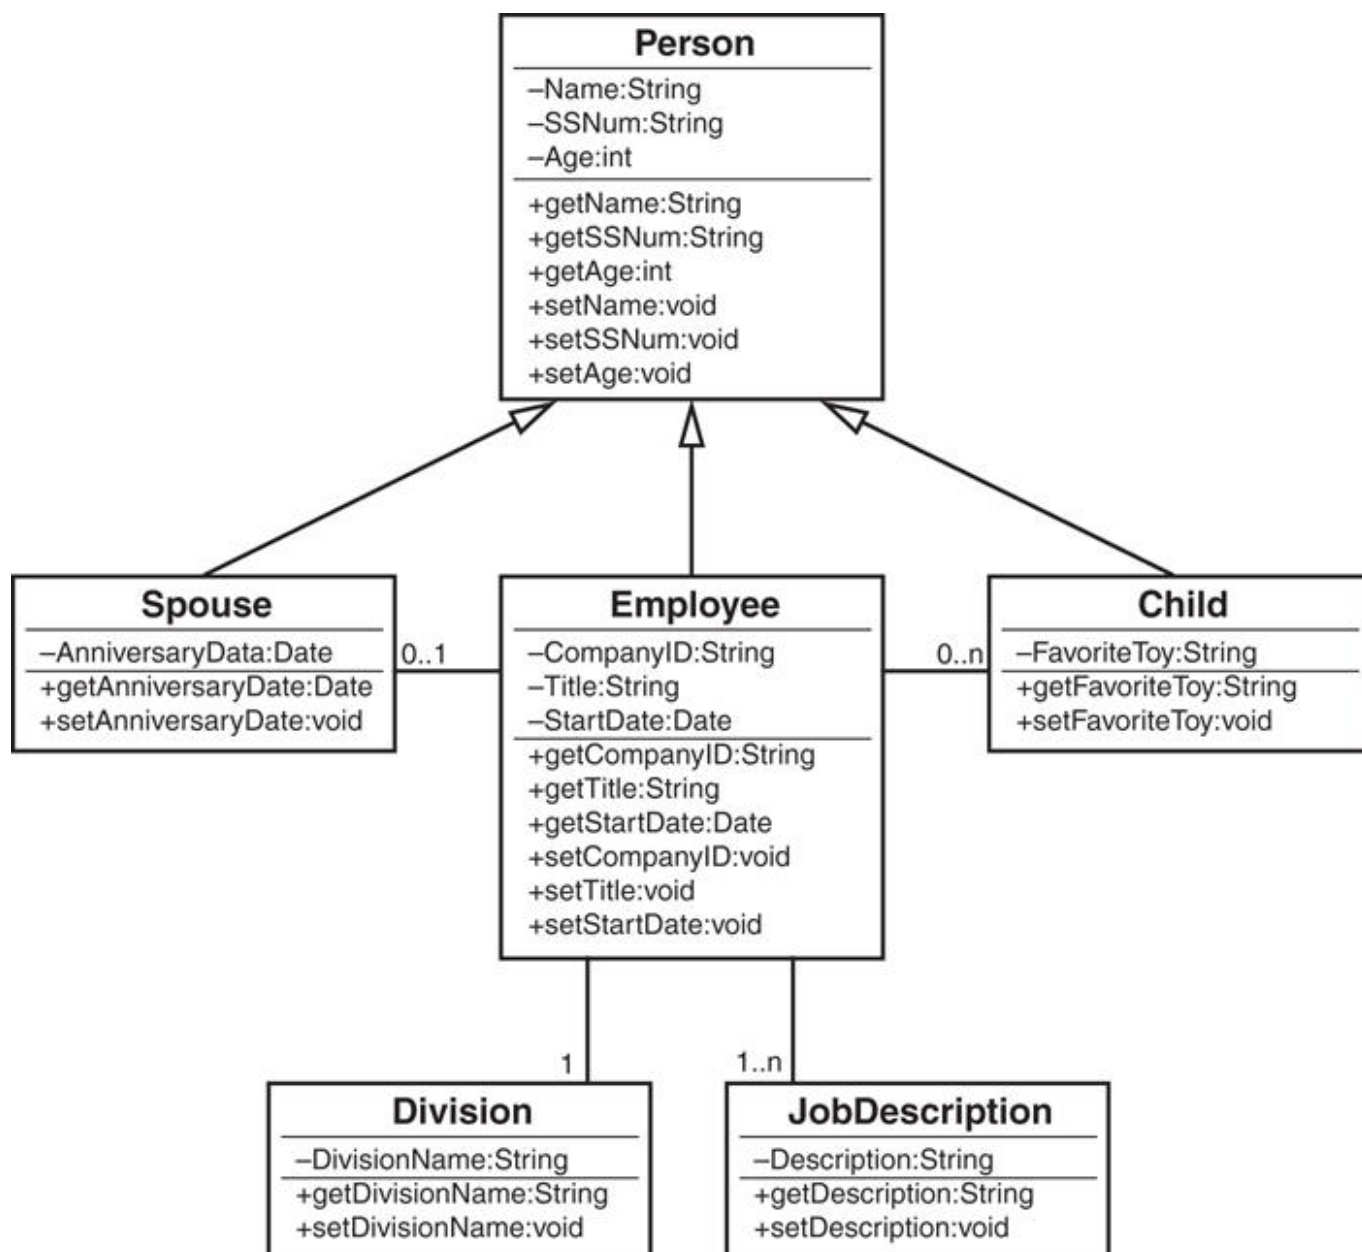 Person
–Name:String
–SSNum:String
–Age:int
+getName:String
+getSSNum:String
+getAge:int
+setName:void
+setSSNum:void
+setAge:void
Spouse
–AnniversaryData:Date
+getAnniversaryDate:Date
+setAnniversaryDate:void
0..1
Employee
–CompanyID:String
–Title:String
–StartDate:Date
+getCompanyID:String
+getTitle:String
+getStartDate:Date
+setCompanyID:void
+setTitle:void
+setStartDate:void
0..n
Child
–FavoriteToy:String
+getFavoriteToy:String
+setFavoriteToy:void
1
1..n
Division
–DivisionName:String
+getDivisionName:String
+setDivisionName:void
JobDescription
–Description:String
+getDescription:String
+setDescription:void